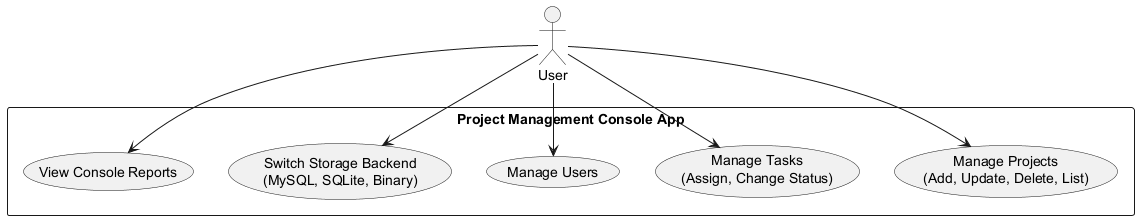 User
Project Management Console App
View Console Reports
Switch Storage Backend
(MySQL, SQLite, Binary)
Manage Users
Manage Tasks
(Assign, Change Status)
Manage Projects
(Add, Update, Delete, List)